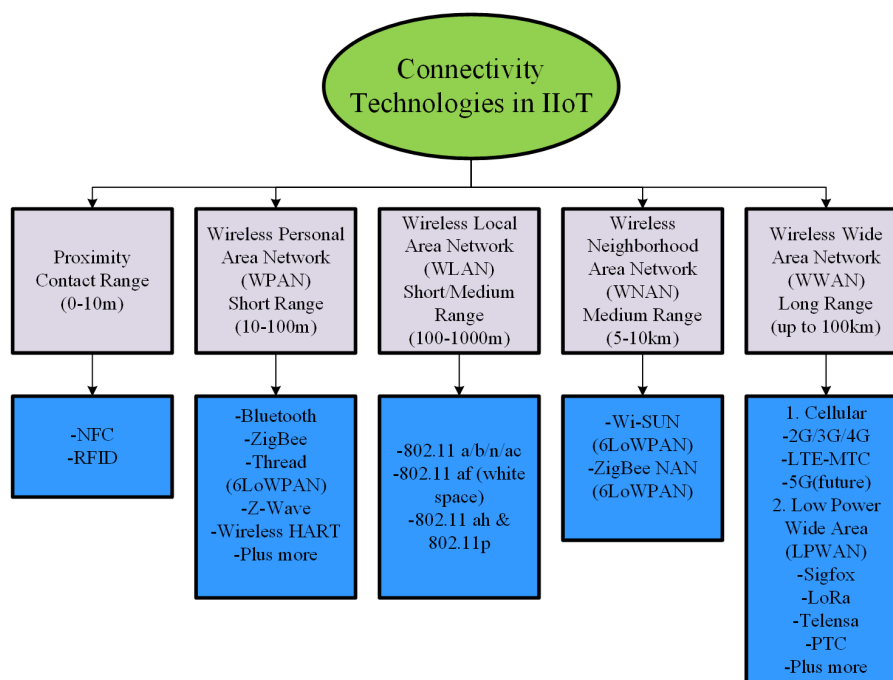 Connectivity
Technologies in IIoT
Proximity
Contact Range
(0-10m)
Wireless Personal
Area Network
(WPAN)
Short Range
(10-100m)
Wireless Local
Area Network
(WLAN)
Short/Medium
Range
(100-1000m)
Wireless
Neighborhood
Area Network
(WNAN)
Medium Range
(5-10km)
Wireless Wide
Area Network
(WWAN)
Long Range
(up to 100km)
-NFC
-RFID
-Bluetooth
-ZigBee
-Thread
(6LoWPAN)
-Z-Wave
-Wireless HART
-Plus more
-802.11 a/b/n/ac
-802.11 af (white
space)
-802.11 ah &
802.11p
-Wi-SUN
(6LoWPAN)
-ZigBee NAN
(6LoWPAN)
1. Cellular
-2G/3G/4G
-LTE-MTC
-5G(future)
2. Low Power
Wide Area
(LPWAN)
-Sigfox
-LoRa
-Telensa
-PTC
-Plus more